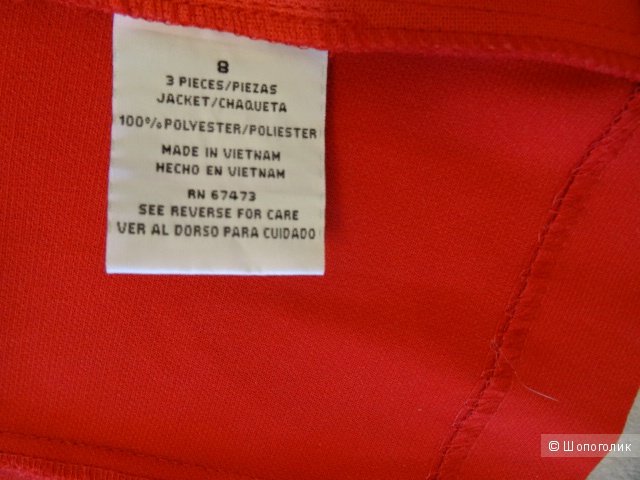 8
3 PIECES/PIEZAS
JACKET/CHAQUETA
100% POLYESTER/POLIESTER
MADE IN VIETNAM
HECHO EN VIETNAM
RN 67473
SEE REVERSE FOR CARE
VER AL DORSO PARA CUIDADO
© Шопоголик